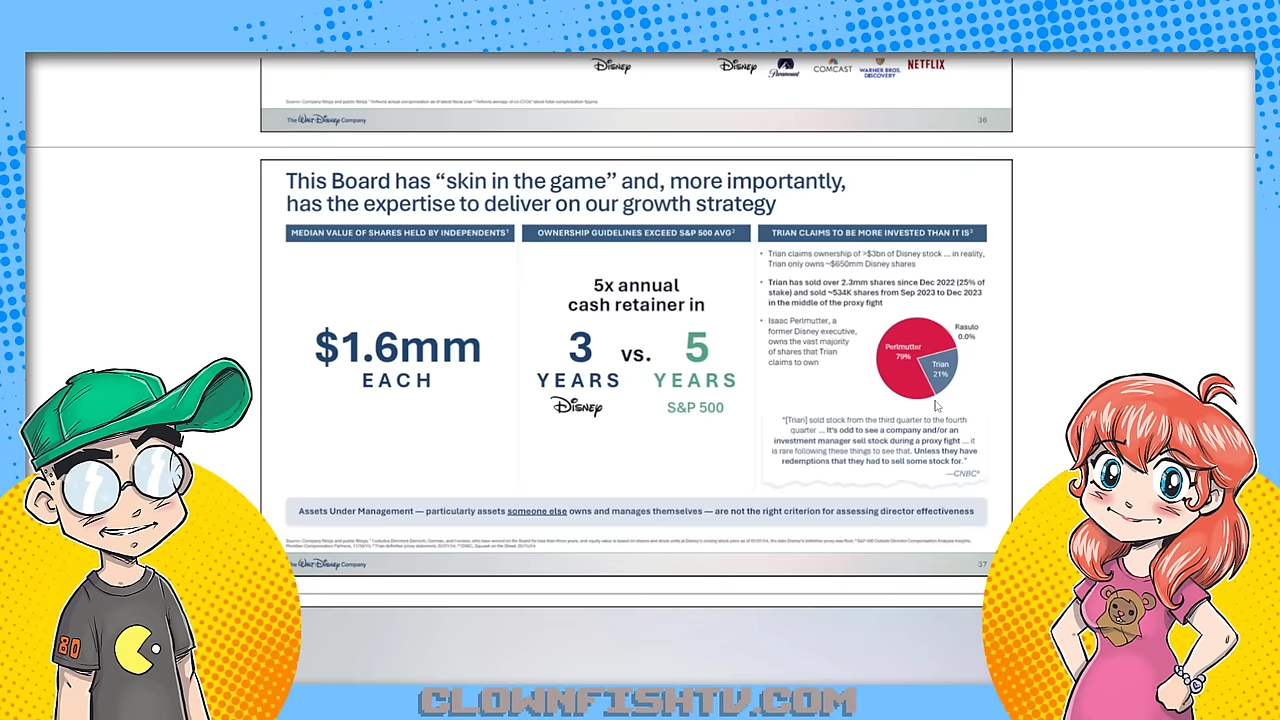 Disney Disney Paramount COMCAST WARNER BROS. DISCOVERY NETFLIX
The Walt Disney Company 36
This Board has “skin in the game” and, more importantly,
has the expertise to deliver on our growth strategy
MEDIAN VALUE OF SHARES HELD BY INDEPENDENTS¹
$1.6mm
EACH
OWNERSHIP GUIDELINES EXCEED S&P 500 AVG²
5x annual
cash retainer in
3 vs. 5
YEARS YEARS
Disney S&P 500
TRIAN CLAIMS TO BE MORE INVESTED THAN IT IS³
• Trian claims ownership of >$3bn of Disney stock ... in reality,
Trian only owns ~$650mm Disney shares
• Trian has sold over 2.3mm shares since Dec 2022 (25% of
stake) and sold ~534K shares from Sep 2023 to Dec 2023
in the middle of the proxy fight
• Isaac Perlmutter, a
former Disney executive,
owns the vast majority
of shares that Trian
claims to own
Perlmutter
79%
Rasulo
0.0%
Trian
21%
“[Trian] sold stock from the third quarter to the fourth
quarter ... It's odd to see a company and/or an
investment manager sell stock during a proxy fight ... it
is rare following these things to see that. Unless they have
redemptions that they had to sell some stock for.”
—CNBC⁴
Assets Under Management — particularly assets someone else owns and manages themselves — are not the right criterion for assessing director effectiveness
The Walt Disney Company 37
80
CLOWNFISHTV.COM